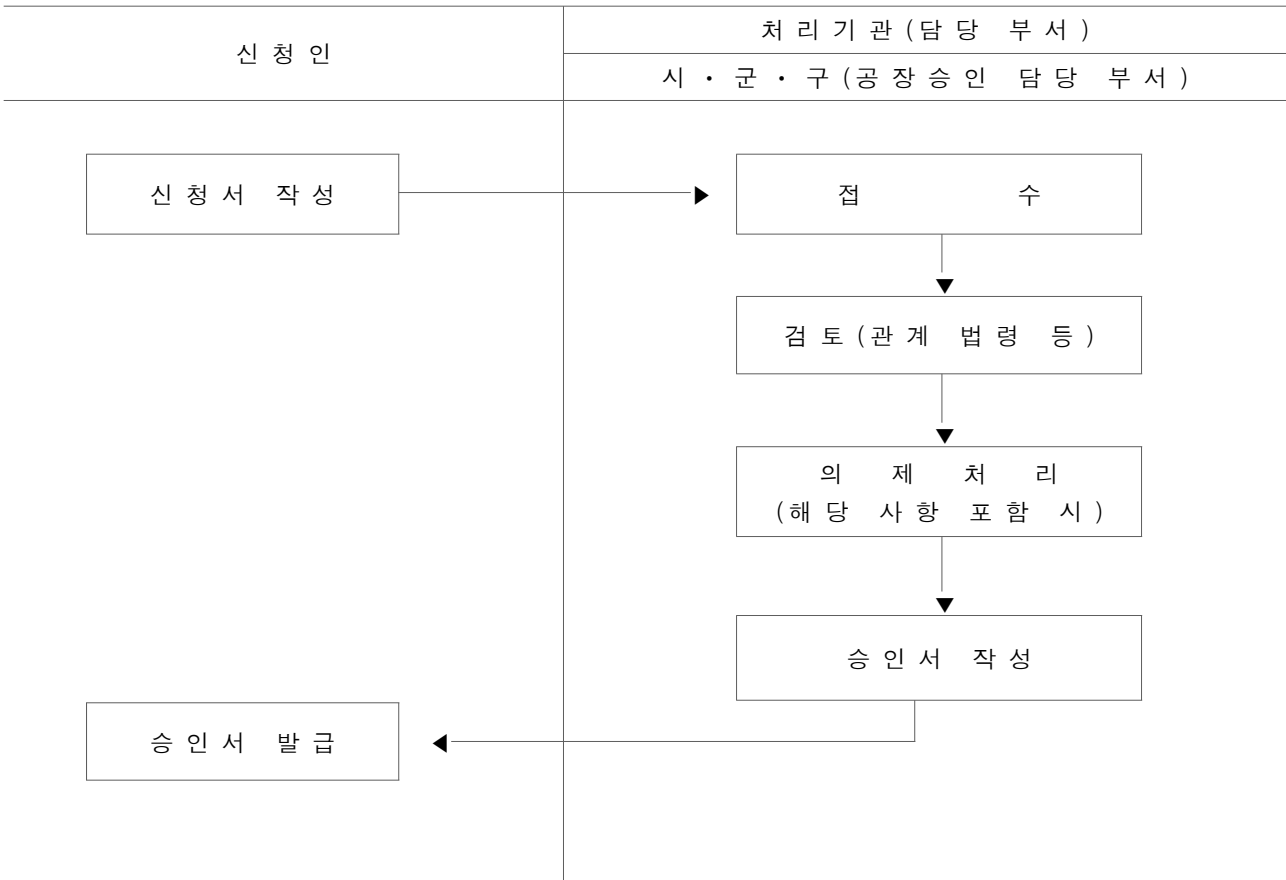 신청인
처리기관(담당 부서)
시・군・구(공장승인 담당 부서)
신청서 작성
접 수
검토(관계 법령 등)
의 제 처 리
(해당 사항 포함 시)
승인서 작성
승인서 발급